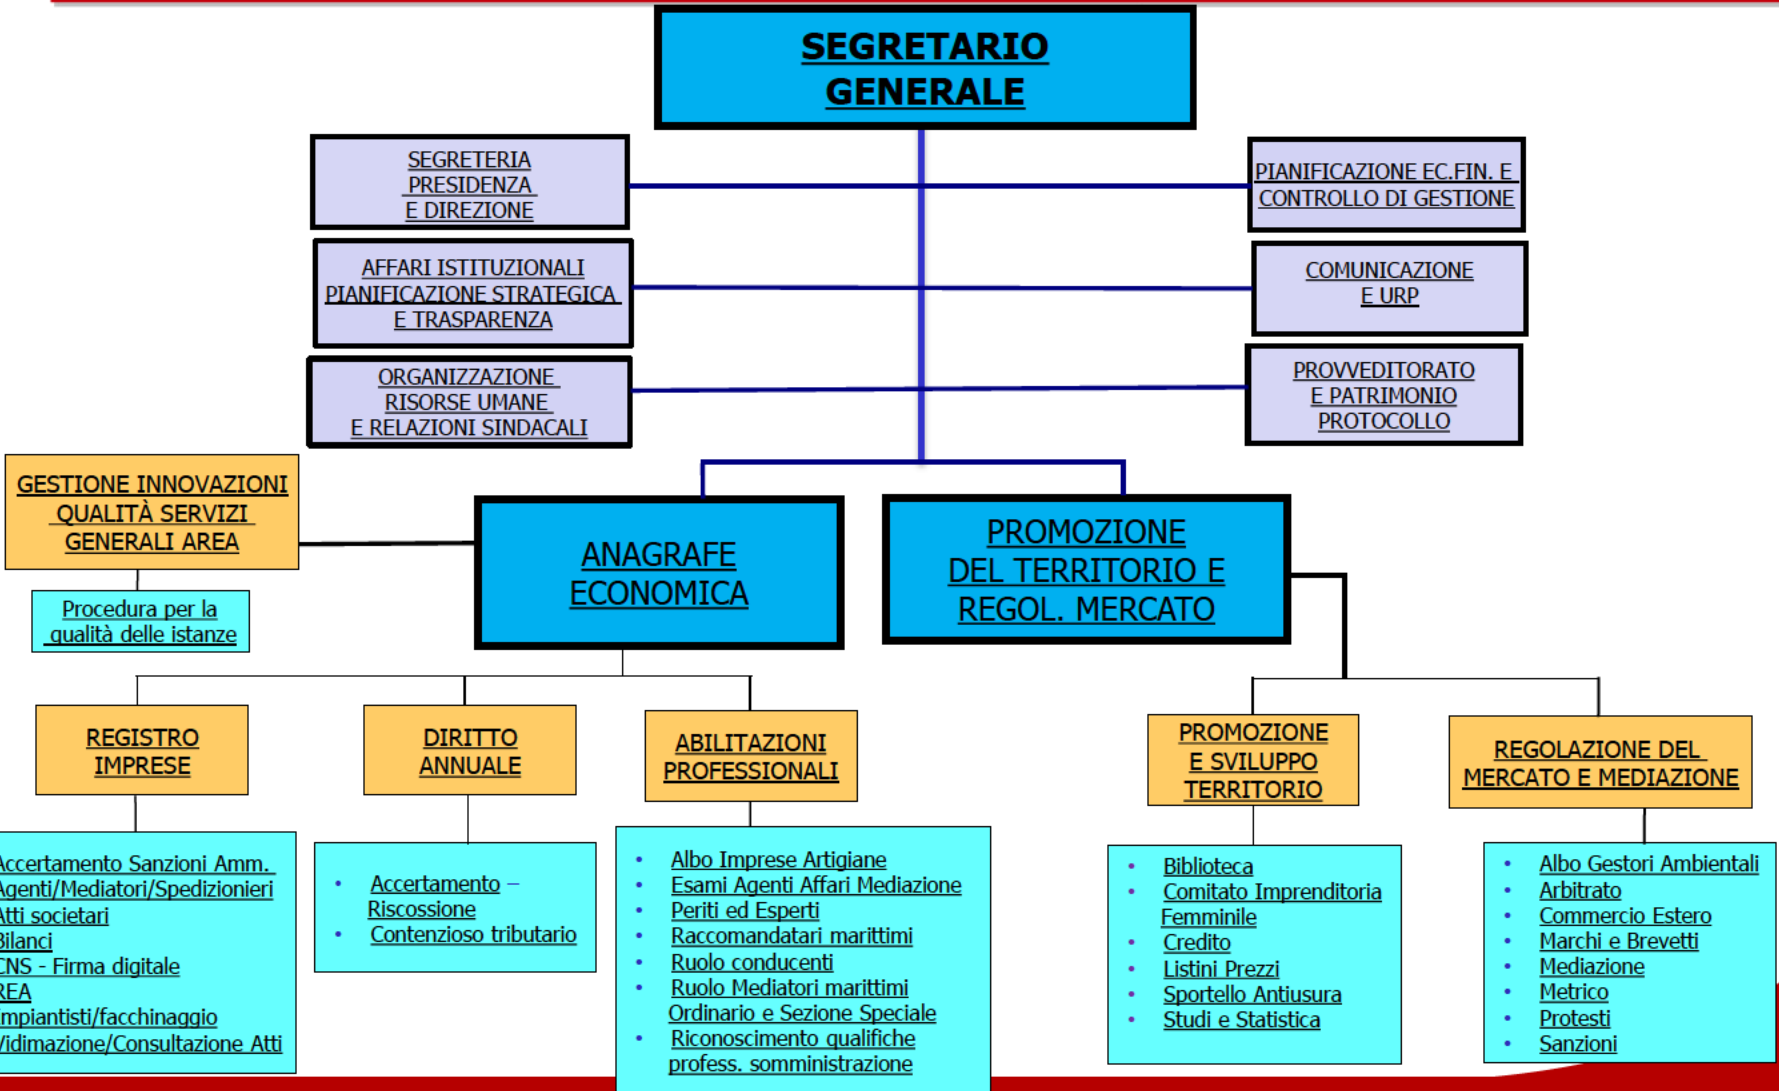 SEGRETARIO
GENERALE
SEGRETERIA
PRESIDENZA
E DIREZIONE
PIANIFICAZIONE EC.FIN. E
CONTROLLO DI GESTIONE
AFFARI ISTITUZIONALI
PIANIFICAZIONE STRATEGICA
E TRASPARENZA
COMUNICAZIONE
E URP
ORGANIZZAZIONE
RISORSE UMANE
E RELAZIONI SINDACALI
PROVVEDITORATO
E PATRIMONIO
PROTOCOLLO
GESTIONE INNOVAZIONI
QUALITÀ SERVIZI
GENERALI AREA
Procedura per la
qualità delle istanze
ANAGRAFE
ECONOMICA
PROMOZIONE
DEL TERRITORIO E
REGOL. MERCATO
REGISTRO
IMPRESE
DIRITTO
ANNUALE
ABILITAZIONI
PROFESSIONALI
PROMOZIONE
E SVILUPPO
TERRITORIO
REGOLAZIONE DEL
MERCATO E MEDIAZIONE
Accertamento Sanzioni Amm.
Agenti/Mediatori/Spedizionieri
Atti societari
Bilanci
CNS - Firma digitale
REA
Impiantisti/facchinaggio
Vidimazione/Consultazione Atti
• Accertamento –
Riscossione
• Contenzioso tributario
• Albo Imprese Artigiane
• Esami Agenti Affari Mediazione
• Periti ed Esperti
• Raccomandatari marittimi
• Ruolo conducenti
• Ruolo Mediatori marittimi
Ordinario e Sezione Speciale
• Riconoscimento qualifiche
profess. somministrazione
• Biblioteca
• Comitato Imprenditoria
Femminile
• Credito
• Listini Prezzi
• Sportello Antiusura
• Studi e Statistica
• Albo Gestori Ambientali
• Arbitrato
• Commercio Estero
• Marchi e Brevetti
• Mediazione
• Metrico
• Protesti
• Sanzioni